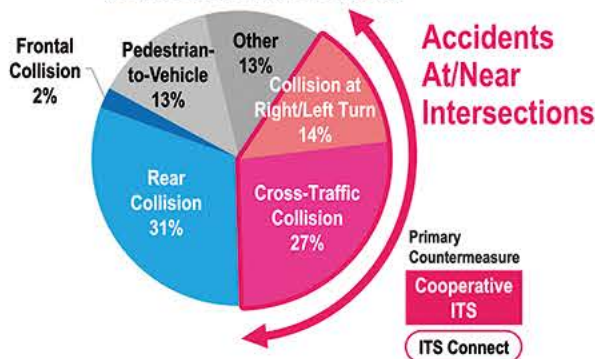 Frontal
Collision
2%
Pedestrian-
to-Vehicle
13%
Other
13%
Collision at
Right/Left Turn
14%
Accidents
At/Near
Intersections
Rear
Collision
31%
Cross-Traffic
Collision
27%
Primary
Countermeasure
Cooperative
ITS
ITS Connect